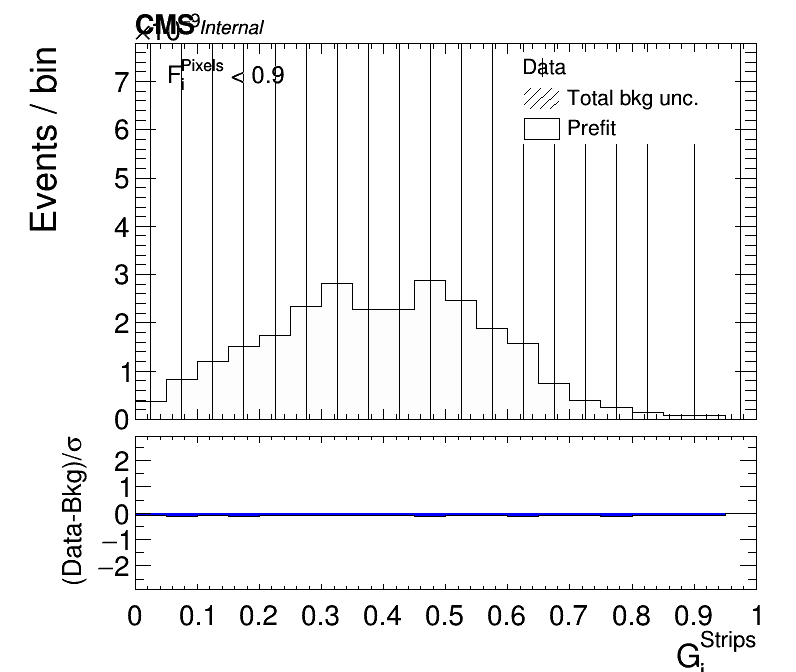 CMS Internal
×10⁻⁹
F_i^Pixels < 0.9
Data
Total bkg unc.
Prefit
Events / bin
7
6
5
4
3
2
1
0
(Data-Bkg)/σ
2
1
0
−1
−2
0 0.1 0.2 0.3 0.4 0.5 0.6 0.7 0.8 0.9 1
G_i^Strips